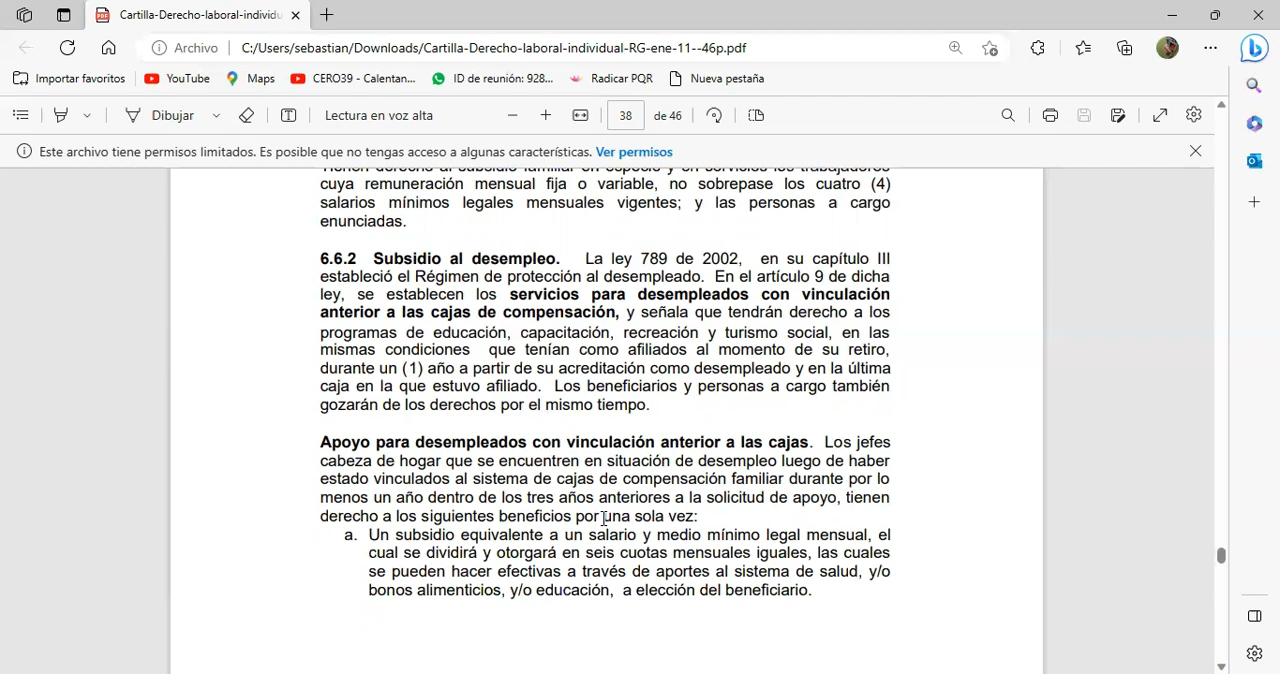 Cartilla-Derecho-laboral-individu
Archivo C:/Users/sebastian/Downloads/Cartilla-Derecho-laboral-individual-RG-ene-11--46p.pdf
Importar favoritos YouTube Maps CERO39 - Calentan... ID de reunión: 928... Radicar PQR Nueva pestaña
Dibujar Lectura en voz alta 38 de 46
Este archivo tiene permisos limitados. Es posible que no tengas acceso a algunas características. Ver permisos
Tienen derecho al subsidio familiar en especie y en servicios los trabajadores
cuya remuneración mensual fija o variable, no sobrepase los cuatro (4)
salarios mínimos legales mensuales vigentes; y las personas a cargo
enunciadas.
6.6.2 Subsidio al desempleo. La ley 789 de 2002, en su capítulo III
estableció el Régimen de protección al desempleado. En el artículo 9 de dicha
ley, se establecen los servicios para desempleados con vinculación
anterior a las cajas de compensación, y señala que tendrán derecho a los
programas de educación, capacitación, recreación y turismo social, en las
mismas condiciones que tenían como afiliados al momento de su retiro,
durante un (1) año a partir de su acreditación como desempleado y en la última
caja en la que estuvo afiliado. Los beneficiarios y personas a cargo también
gozarán de los derechos por el mismo tiempo.
Apoyo para desempleados con vinculación anterior a las cajas. Los jefes
cabeza de hogar que se encuentren en situación de desempleo luego de haber
estado vinculados al sistema de cajas de compensación familiar durante por lo
menos un año dentro de los tres años anteriores a la solicitud de apoyo, tienen
derecho a los siguientes beneficios por una sola vez:
a. Un subsidio equivalente a un salario y medio mínimo legal mensual, el
cual se dividirá y otorgará en seis cuotas mensuales iguales, las cuales
se pueden hacer efectivas a través de aportes al sistema de salud, y/o
bonos alimenticios, y/o educación, a elección del beneficiario.